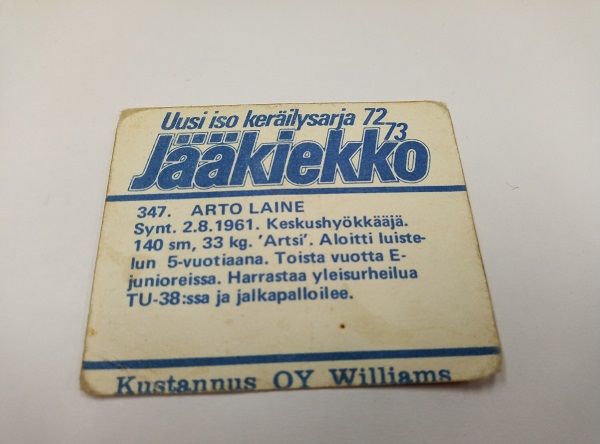 Uusi iso keräilysarja 72
73
Jääkiekko
347. ARTO LAINE
Synt. 2.8.1961. Keskushyökkääjä.
140 sm, 33 kg. 'Artsi'. Aloitti luiste-
lun 5-vuotiaana. Toista vuotta E-
junioreissa. Harrastaa yleisurheilua
TU-38:ssa ja jalkapalloilee.
Kustannus OY Williams